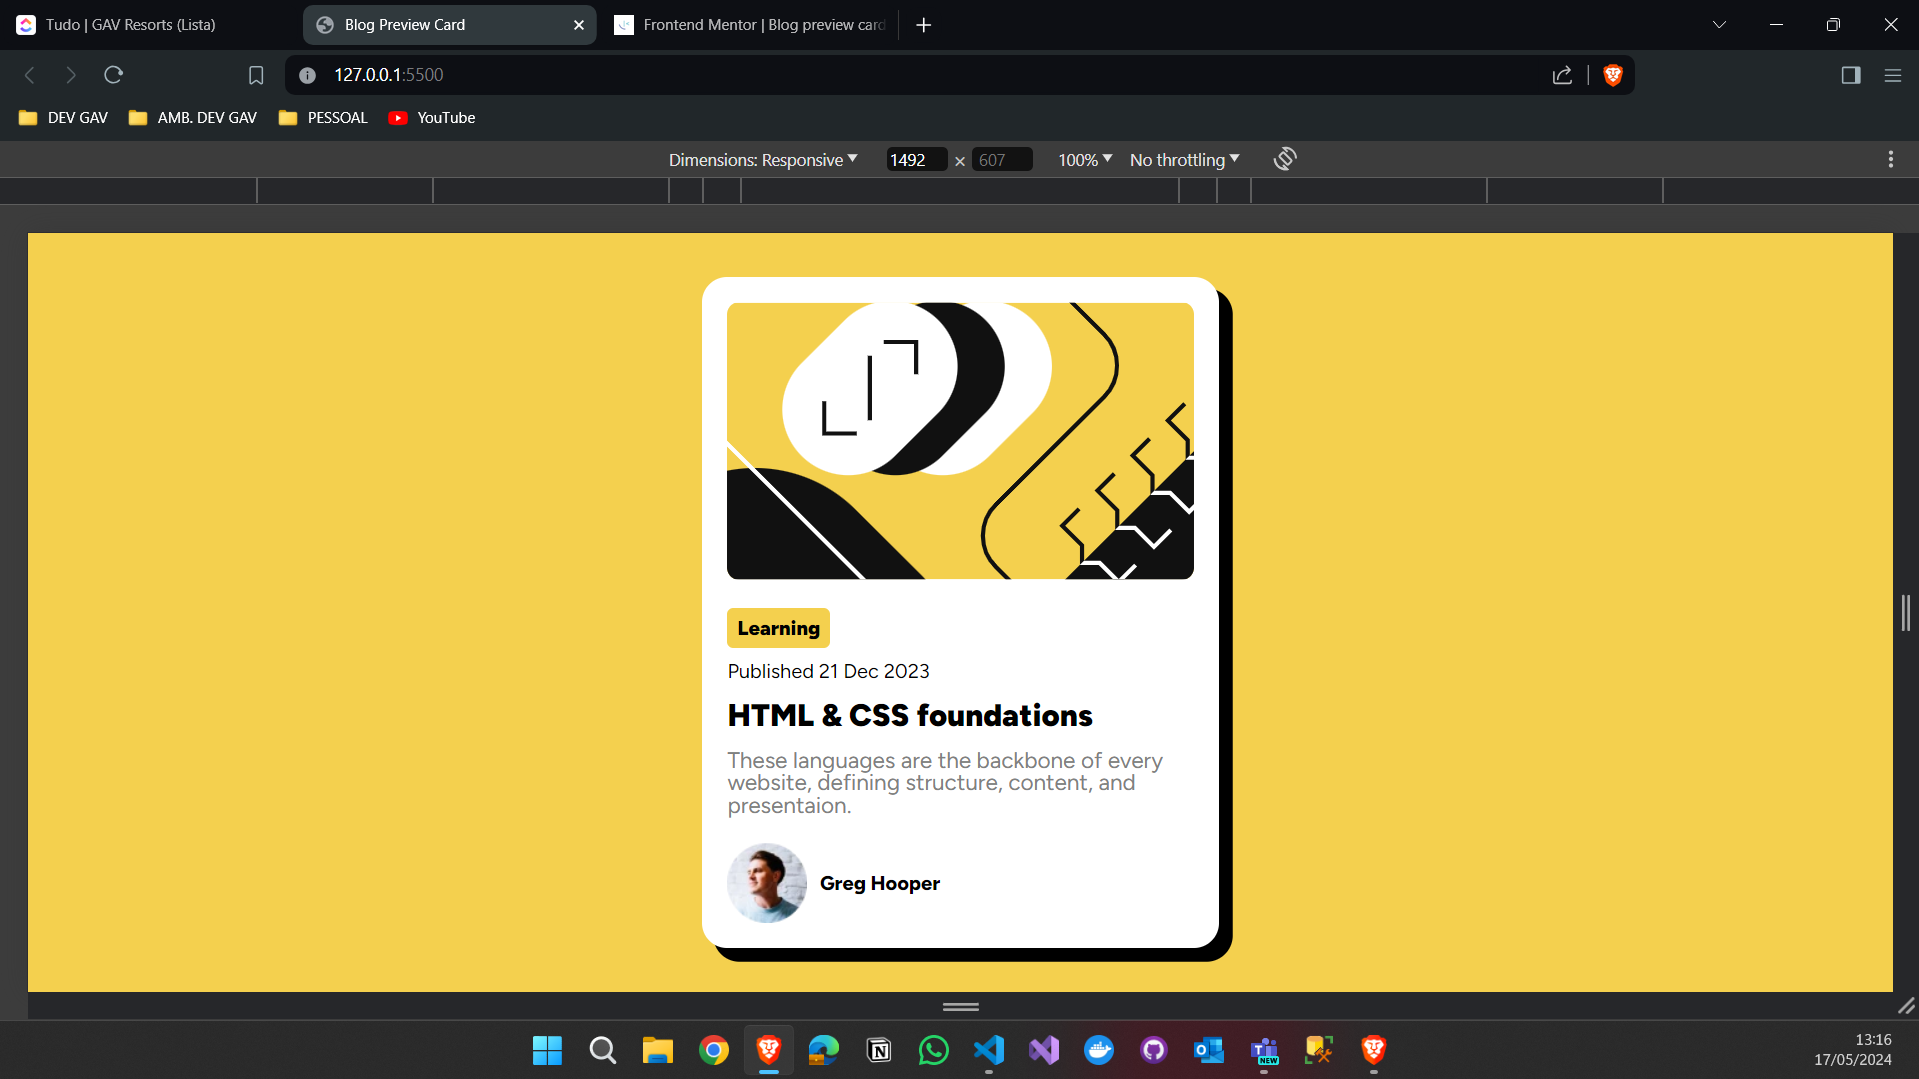 Tudo | GAV Resorts (Lista)
Blog Preview Card
Frontend Mentor | Blog preview card
127.0.0.1:5500
DEV GAV
AMB. DEV GAV
PESSOAL
YouTube
Dimensions: Responsive
1492 × 607
100%
No throttling
Learning
Published 21 Dec 2023
HTML & CSS foundations
These languages are the backbone of every
website, defining structure, content, and
presentaion.
Greg Hooper
NEW
13:16
17/05/2024